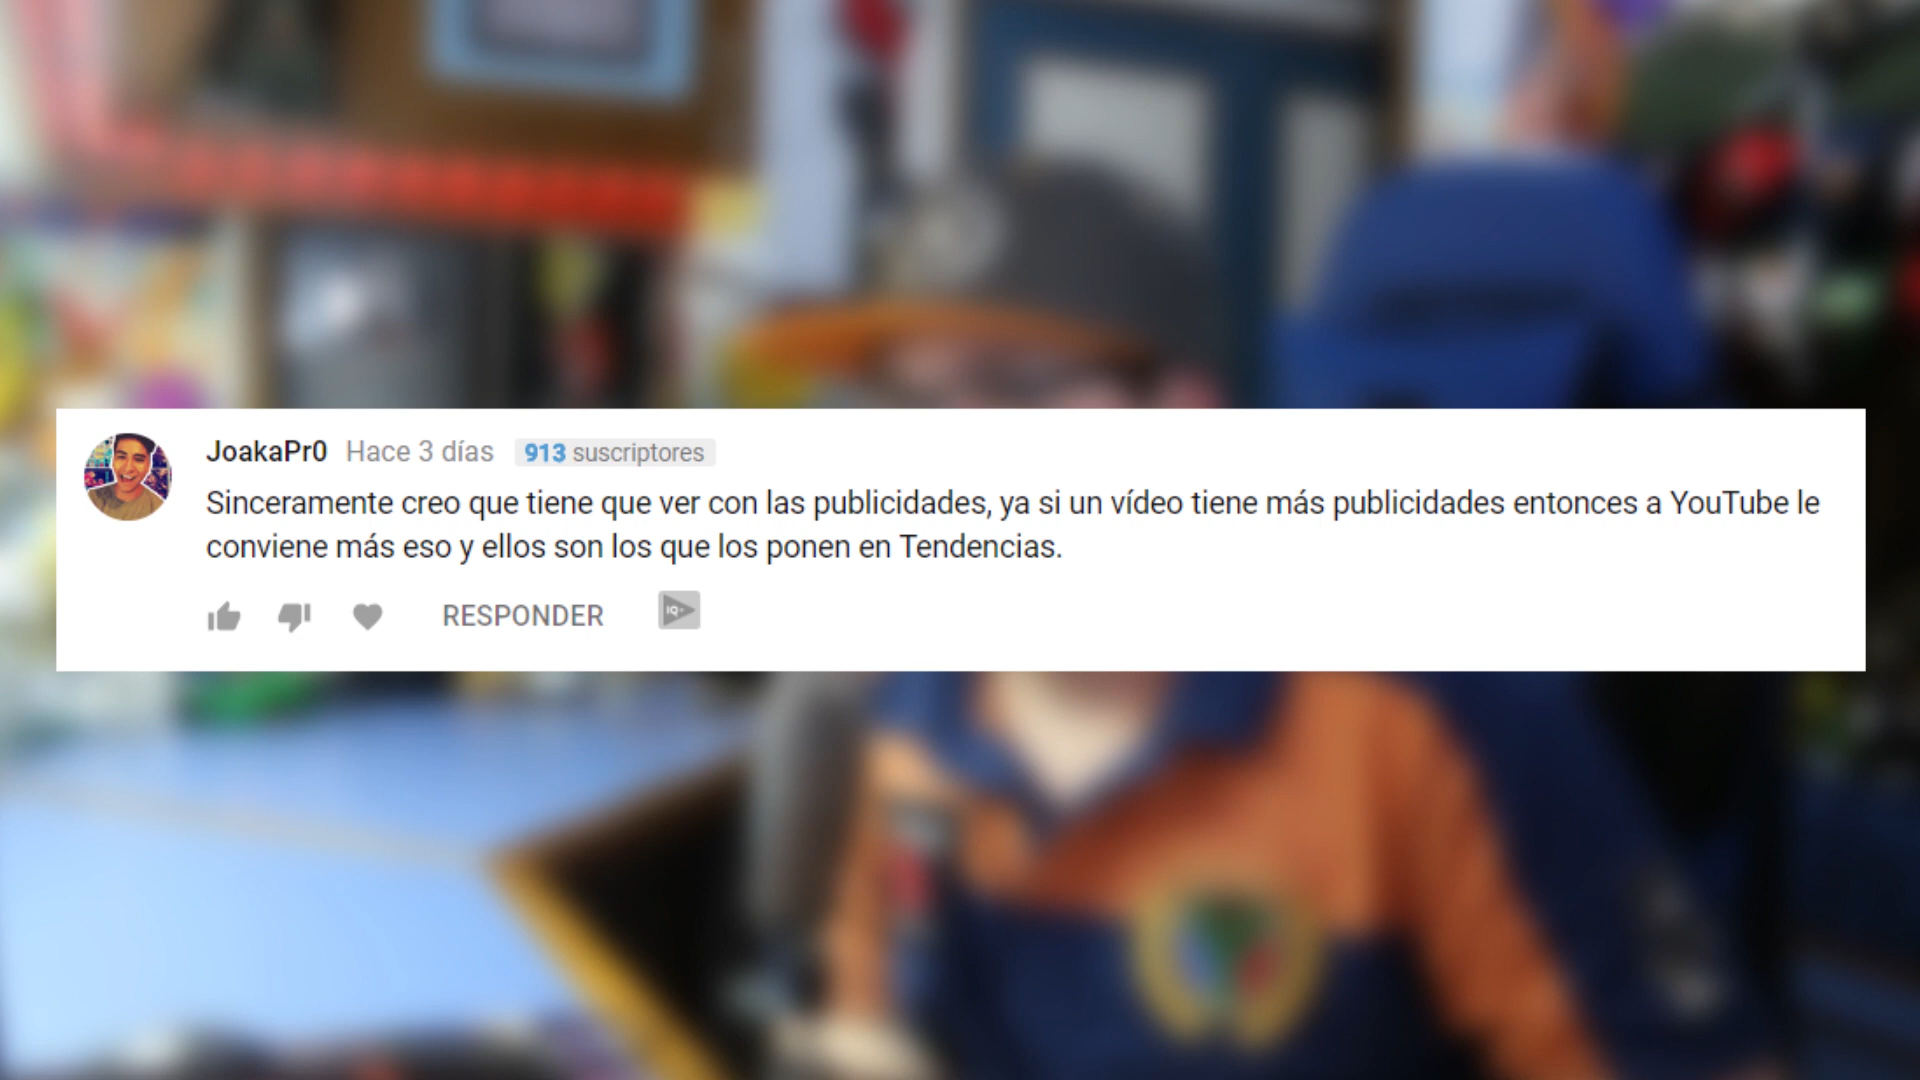 JoakaPr0 Hace 3 días 913 suscriptores
Sinceramente creo que tiene que ver con las publicidades, ya si un vídeo tiene más publicidades entonces a YouTube le
conviene más eso y ellos son los que los ponen en Tendencias.
RESPONDER IQ